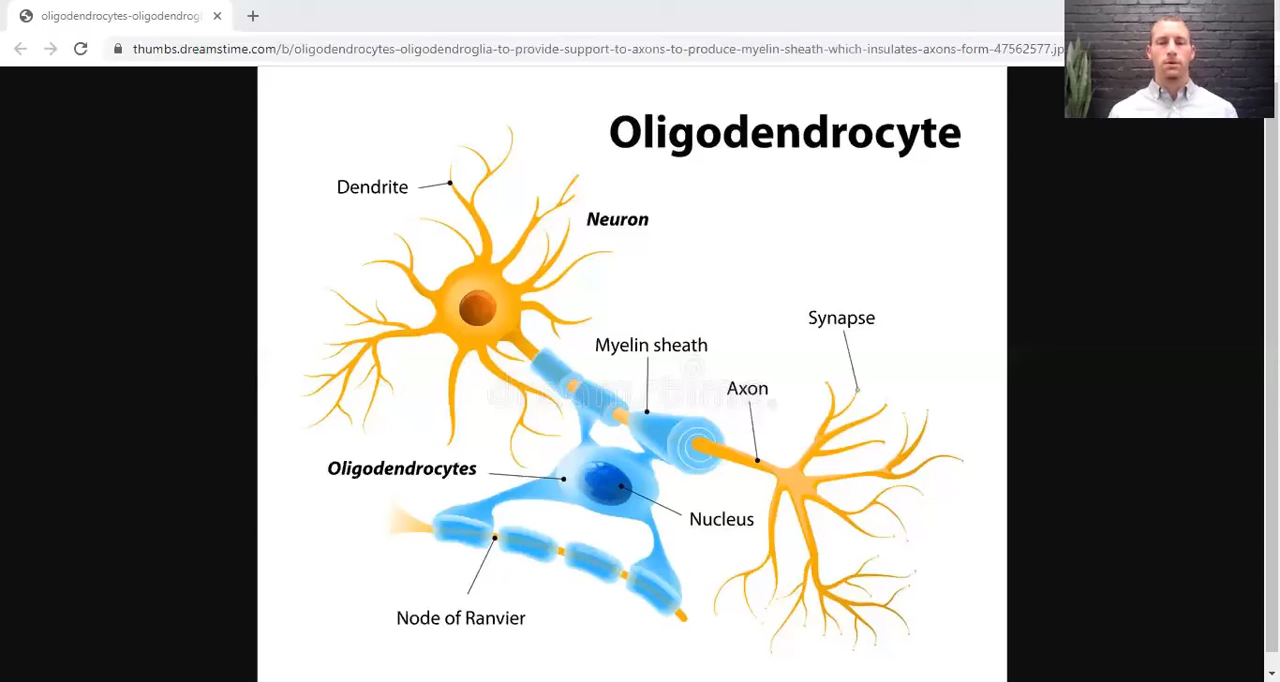 oligodendrocytes-oligodendrog
thumbs.dreamstime.com/b/oligodendrocytes-oligodendroglia-to-provide-support-to-axons-to-produce-myelin-sheath-which-insulates-axons-form-47562577.jp
Oligodendrocyte
Dendrite
Neuron
Synapse
Myelin sheath
Axon
Oligodendrocytes
Nucleus
Node of Ranvier